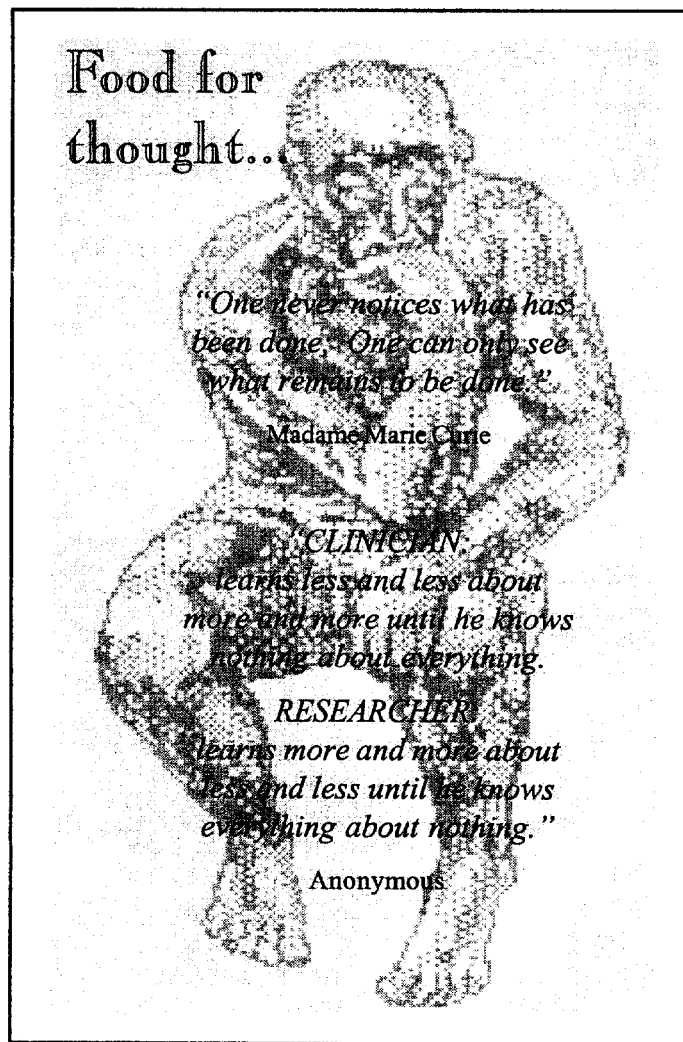 Food for
thought...
“One never notices what has
been done. One can only see
what remains to be done.”
Madame Marie Curie
“CLINICIAN:
learns less and less about
more and more until he knows
nothing about everything.
RESEARCHER:
learns more and more about
less and less until he knows
everything about nothing.”
Anonymous